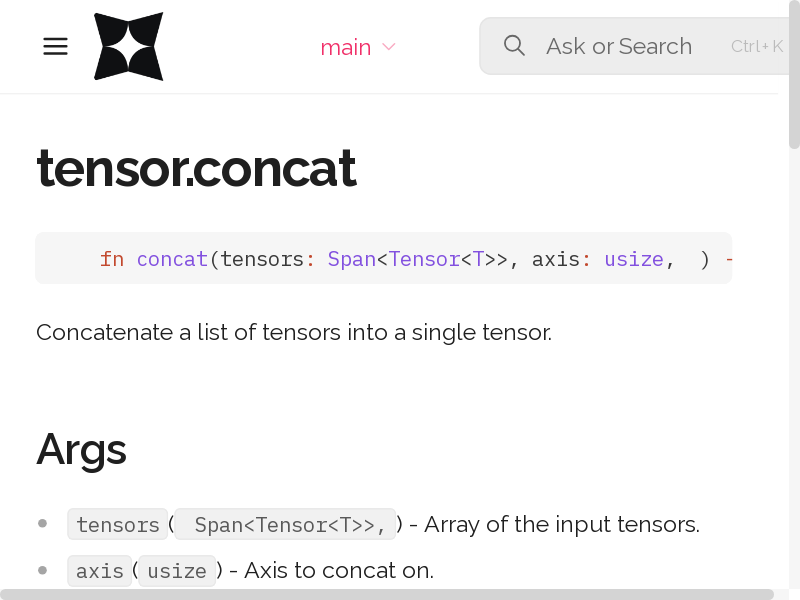 main
Ask or Search Ctrl+K
tensor.concat
fn concat(tensors: Span<Tensor<T>>, axis: usize,  ) -
Concatenate a list of tensors into a single tensor.
Args
tensors( Span<Tensor<T>>,) - Array of the input tensors.
axis(usize) - Axis to concat on.